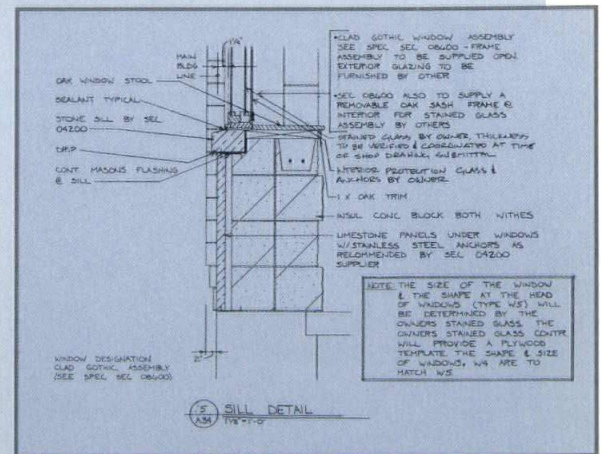 1 1/4"
MAIN
BLDG
LINE
OAK WINDOW STOOL
SEALANT TYPICAL
STONE SILL BY SEC
04200
DRIP
CONT. MASONS FLASHING
@ SILL
•CLAD GOTHIC WINDOW ASSEMBLY
SEE SPEC SEC 08600 - FRAME
ASSEMBLY TO BE SUPPLIED OPEN.
EXTERIOR GLAZING TO BE
FURNISHED BY OTHER
•SEC 08600 ALSO TO SUPPLY A
REMOVABLE OAK SASH FRAME @
INTERIOR FOR STAINED GLASS
ASSEMBLY BY OTHERS
STAINED GLASS BY OWNER, THICKNESS
TO BE VERIFIED & COORDINATED AT TIME
OF SHOP DRAWING SUBMITTAL
INTERIOR PROTECTION GLASS &
ANCHORS BY OWNER
1 x OAK TRIM
INSUL CONC BLOCK BOTH WITHES
LIMESTONE PANELS UNDER WINDOWS
W/STAINLESS STEEL ANCHORS AS
RECOMMENDED BY SEC 04200
SUPPLIER
NOTE: THE SIZE OF THE WINDOW
& THE SHAPE AT THE HEAD
OF WINDOWS (TYPE W5) WILL
BE DETERMINED BY THE
OWNERS STAINED GLASS. THE
OWNERS STAINED GLASS CONTR.
WILL PROVIDE A PLYWOOD
TEMPLATE. THE SHAPE & SIZE
OF WINDOWS, W4 ARE TO
MATCH W5
2"
WINDOW DESIGNATION
CLAD GOTHIC ASSEMBLY
(SEE SPEC SEC 08600)
5 SILL DETAIL
A34